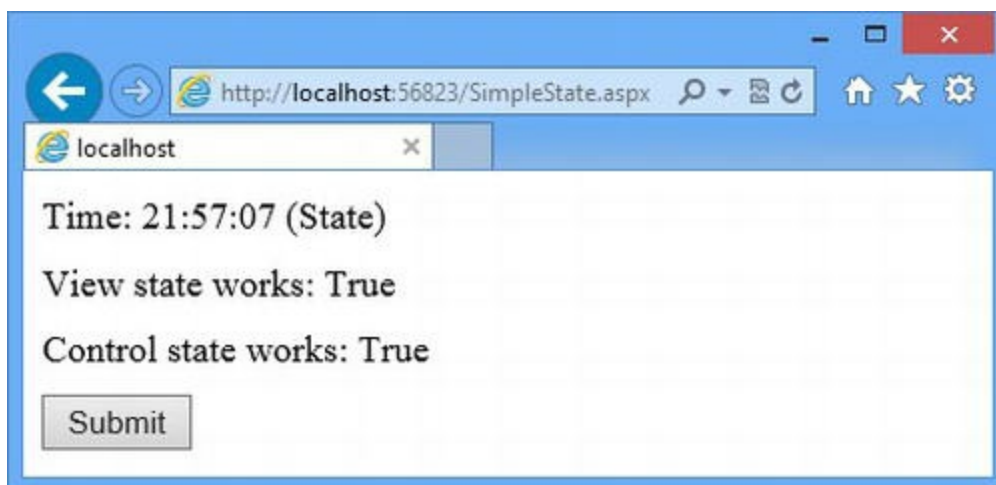 http://localhost:56823/SimpleState.aspx
localhost
Time: 21:57:07 (State)
View state works: True
Control state works: True
Submit